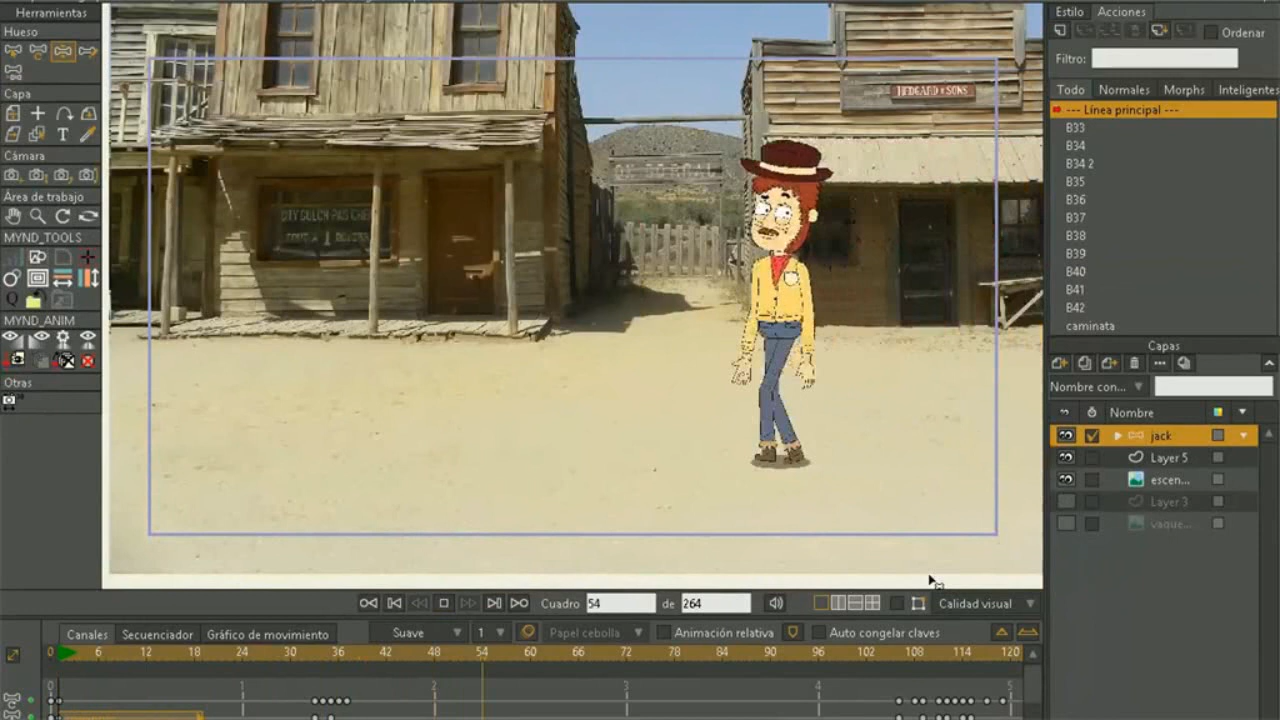 Herramientas
Hueso
Capa
Cámara
Área de trabajo
MYND_TOOLS
MYND_ANIM
Otras
HEDGARD & SONS
Estilo Acciones
Ordenar
Filtro:
Todo Normales Morphs Inteligentes
--- Línea principal ---
B33
B34
B34 2
B35
B36
B37
B38
B39
B40
B41
B42
caminata
Capas
Nombre con...
Nombre
jack
Layer 5
escen...
Layer 3
vaque...
Cuadro 54 de 264 Calidad visual
Canales Secuenciador Gráfico de movimiento Suave 1 Papel cebolla Animación relativa Auto congelar claves
0 6 12 18 24 30 36 42 48 54 60 66 72 78 84 90 96 102 108 114 120
0 1 2 3 4 5